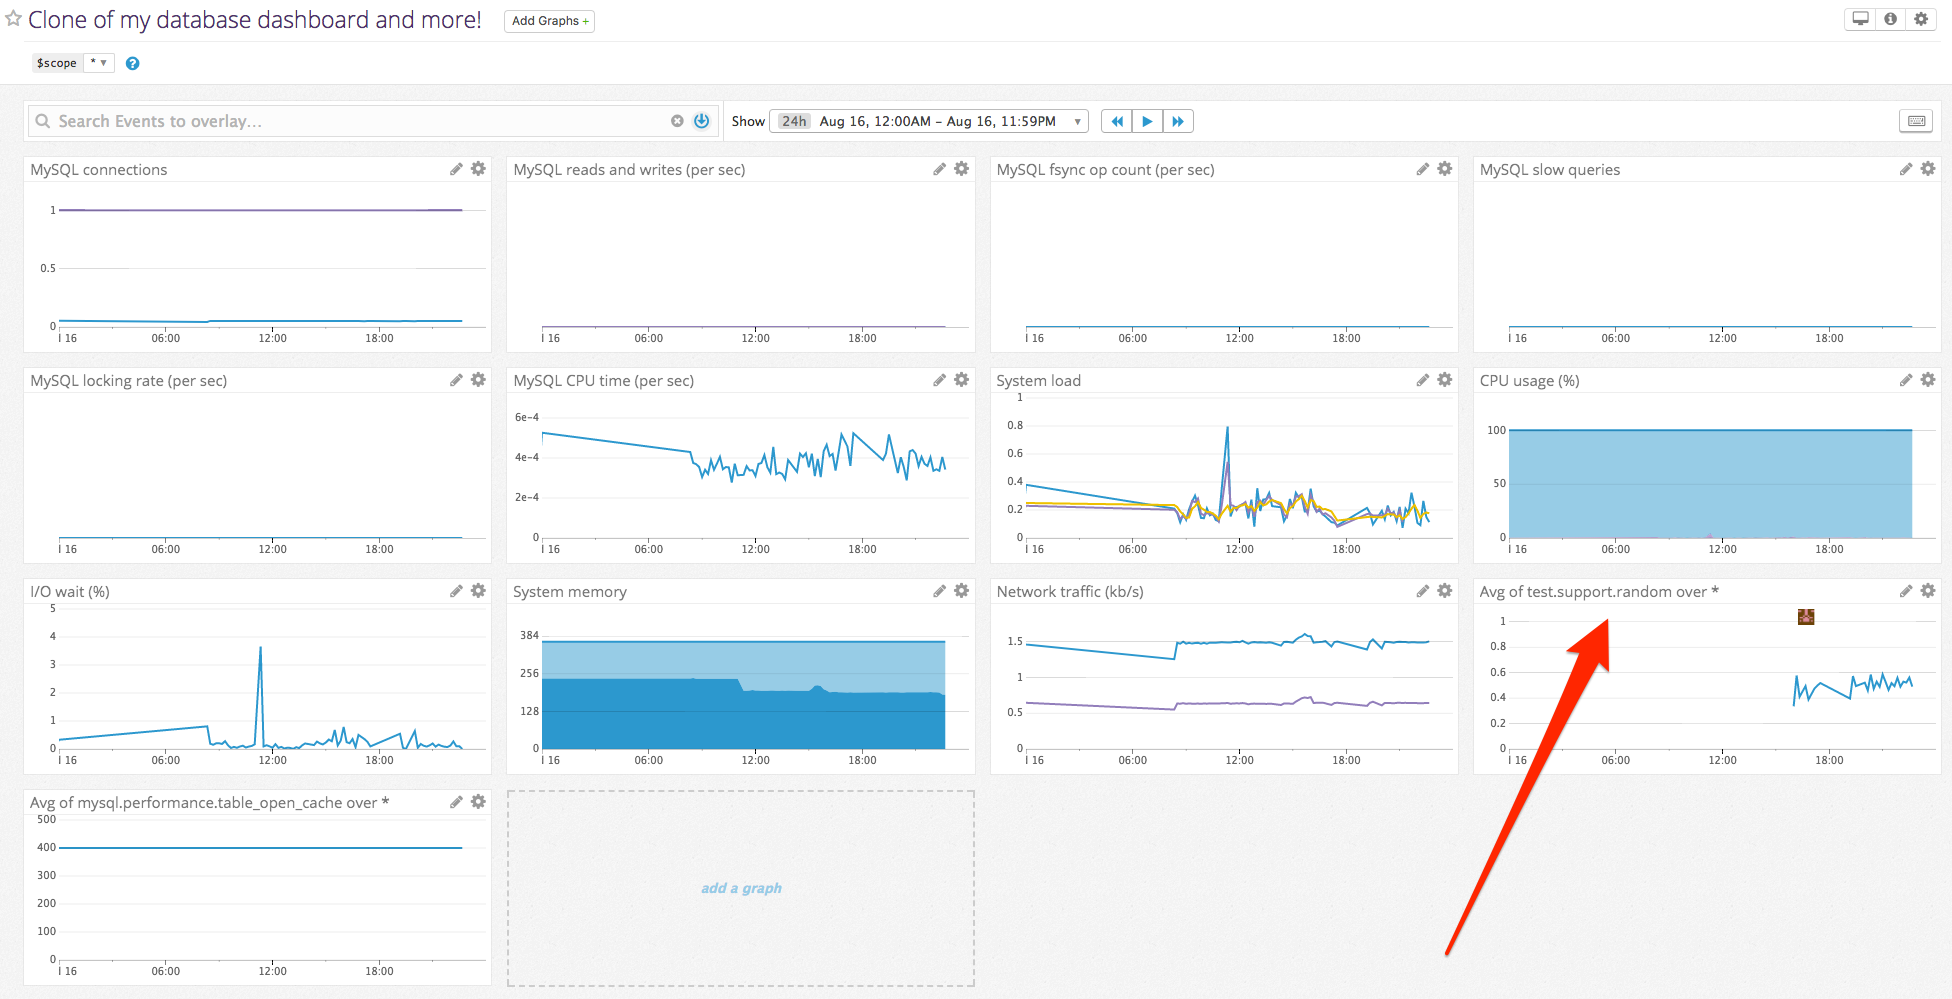 Clone of my database dashboard and more! Add Graphs +
$scope * ▾ ?
Search Events to overlay... Show 24h Aug 16, 12:00AM – Aug 16, 11:59PM
MySQL connections
1
0.5
0
l 16 06:00 12:00 18:00
MySQL reads and writes (per sec)
l 16 06:00 12:00 18:00
MySQL fsync op count (per sec)
l 16 06:00 12:00 18:00
MySQL slow queries
l 16 06:00 12:00 18:00
MySQL locking rate (per sec)
l 16 06:00 12:00 18:00
MySQL CPU time (per sec)
6e-4
4e-4
2e-4
0
l 16 06:00 12:00 18:00
System load
1
0.8
0.6
0.4
0.2
0
l 16 06:00 12:00 18:00
CPU usage (%)
100
50
0
l 16 06:00 12:00 18:00
I/O wait (%)
5
4
3
2
1
0
l 16 06:00 12:00 18:00
System memory
384
256
128
0
l 16 06:00 12:00 18:00
Network traffic (kb/s)
1.5
1
0.5
0
l 16 06:00 12:00 18:00
Avg of test.support.random over *
1
0.8
0.6
0.4
0.2
0
l 16 06:00 12:00 18:00
Avg of mysql.performance.table_open_cache over *
500
400
300
200
100
0
l 16 06:00 12:00 18:00
add a graph